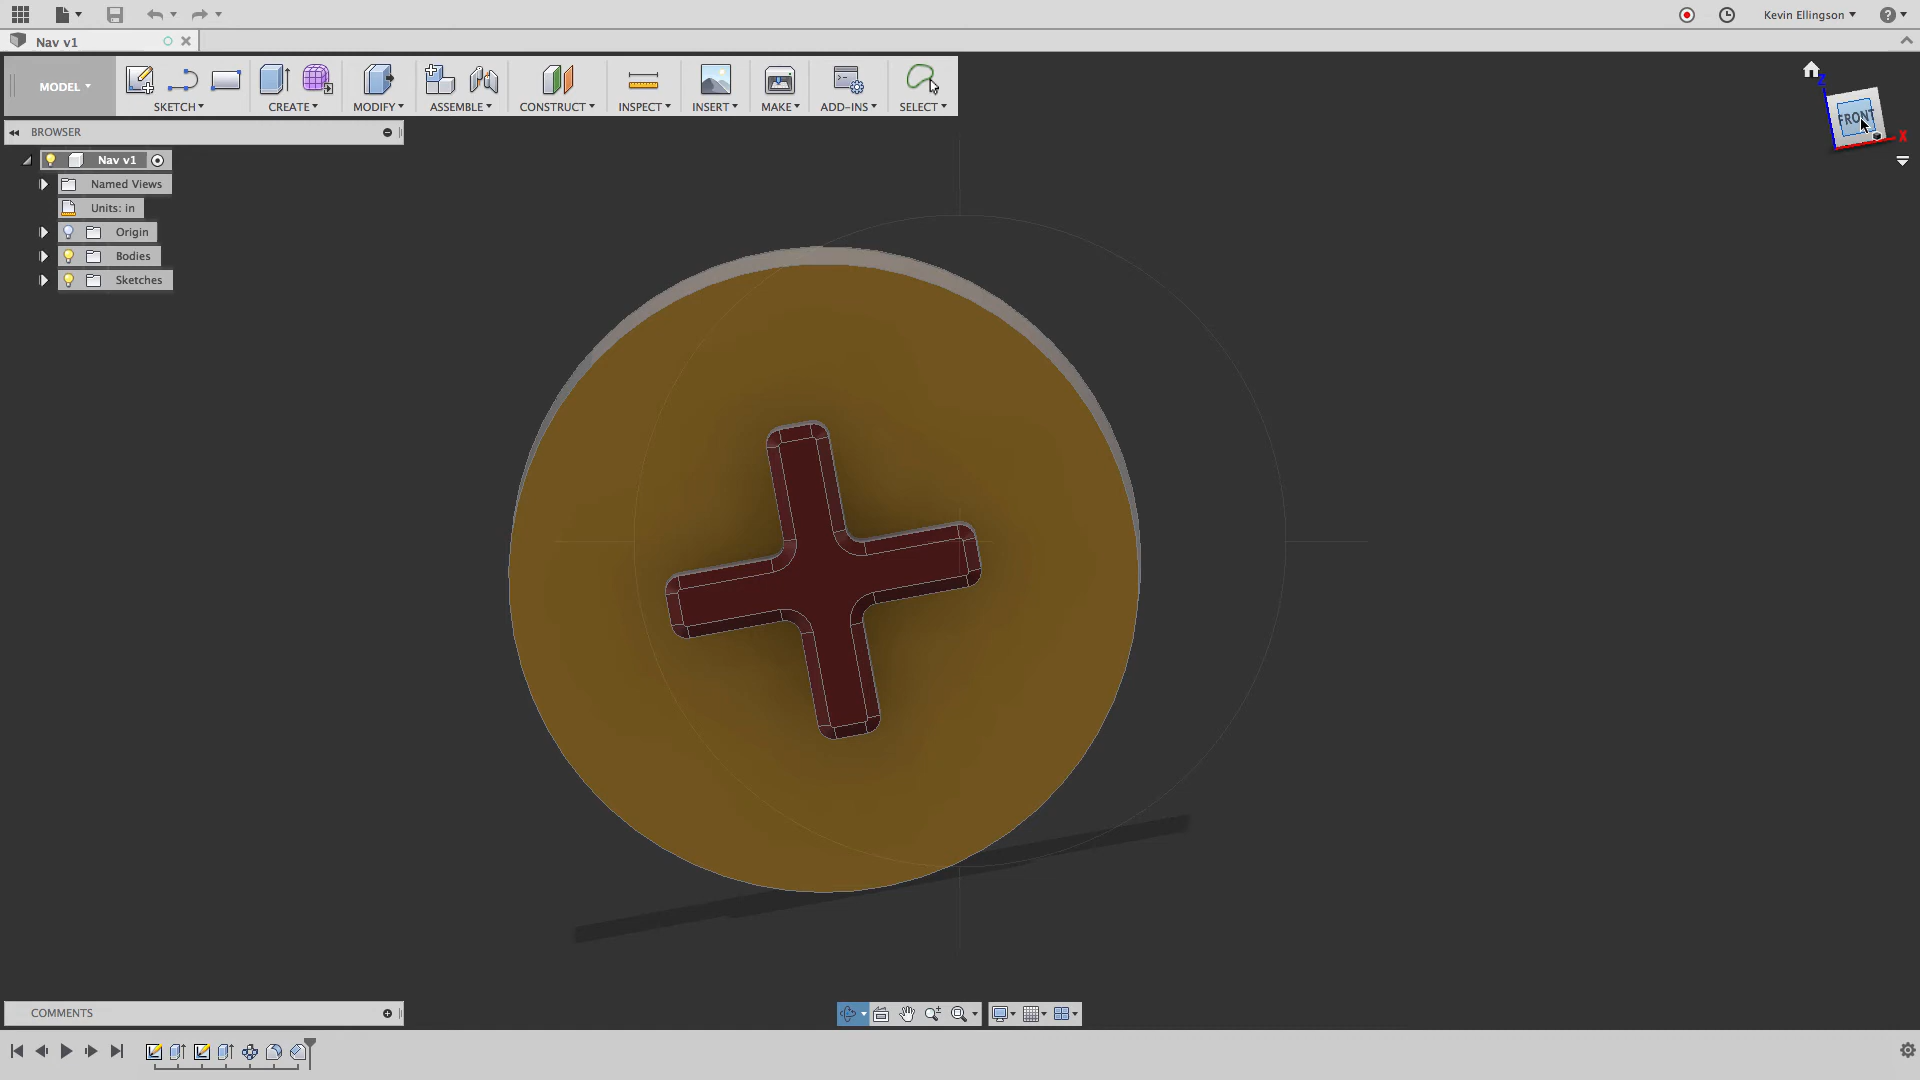 Kevin Ellingson
Nav v1
MODEL
SKETCH
CREATE
MODIFY
ASSEMBLE
CONSTRUCT
INSPECT
INSERT
MAKE
ADD-INS
SELECT
Z
FRONT
X
BROWSER
Nav v1
Named Views
Units: in
Origin
Bodies
Sketches
COMMENTS